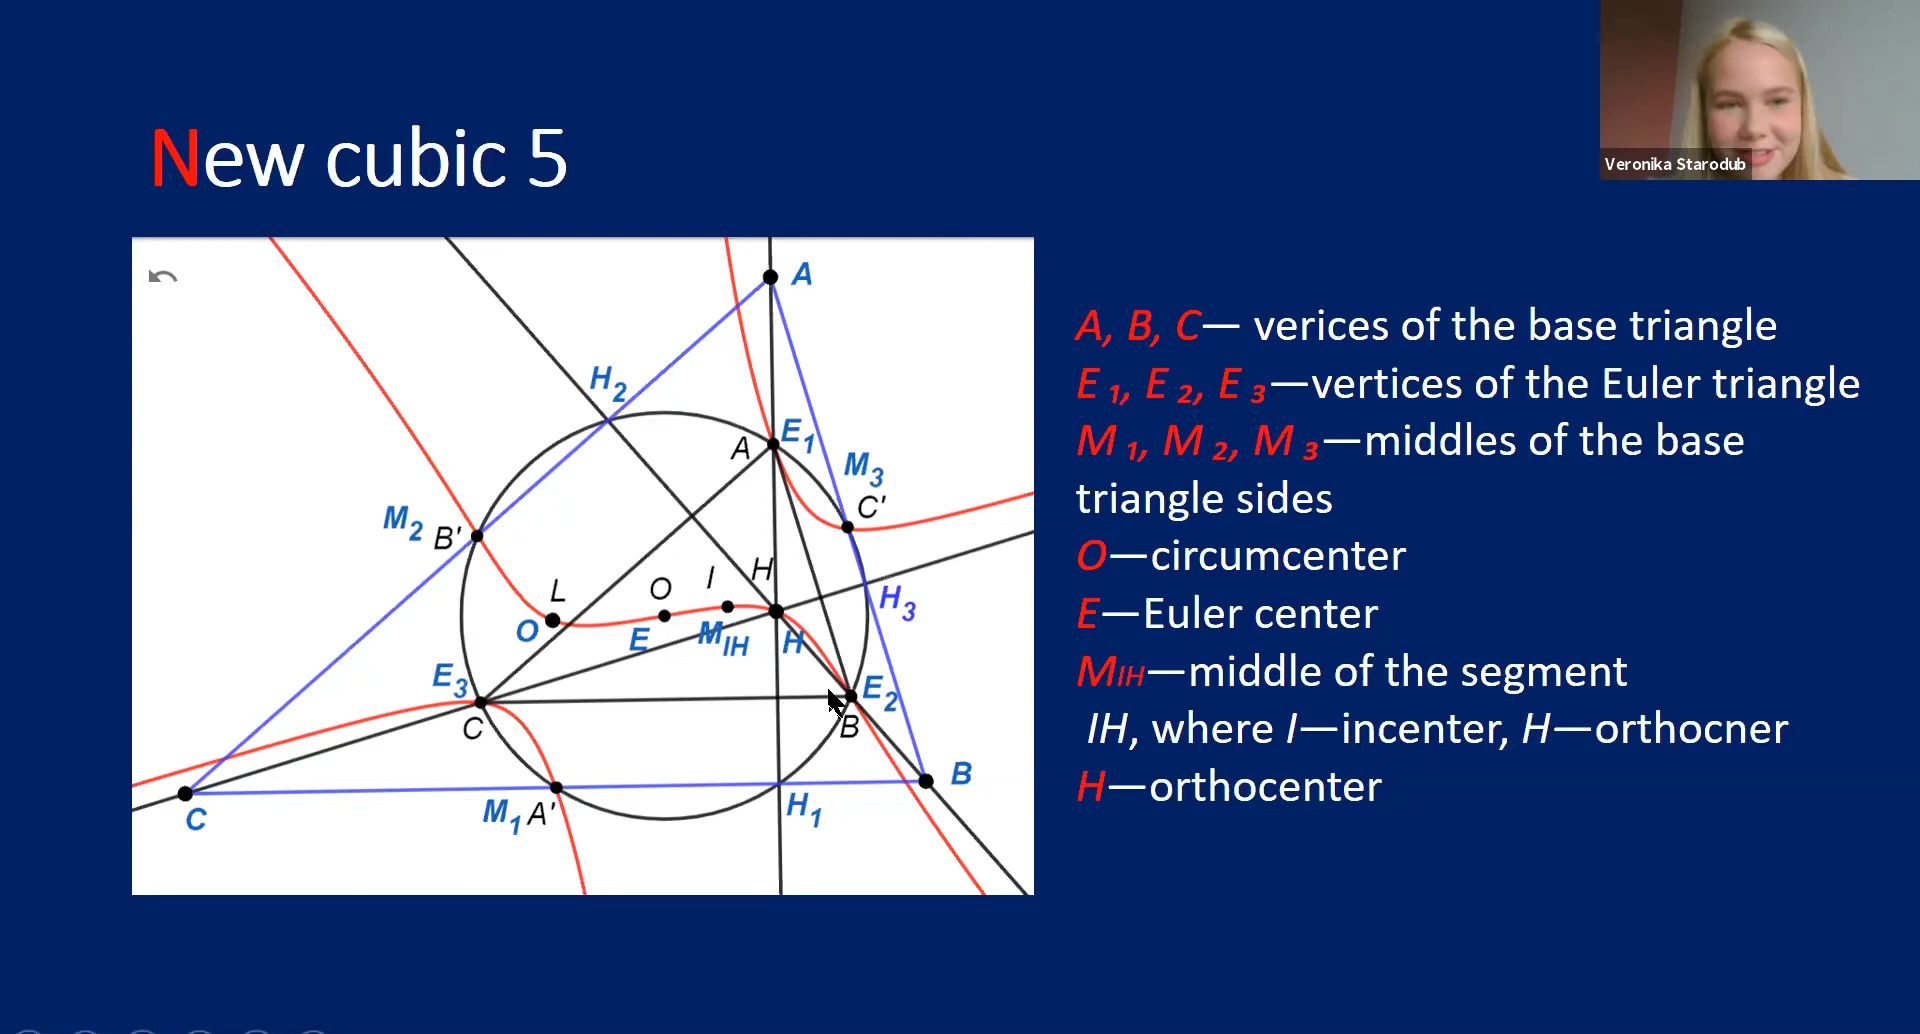 Veronika Starodub
New cubic 5
A
H2
E1
A
M3
C'
M2 B'
L O I H
H3
O E MIH H
E3
E2
C
B
B
C
M1 A'
H1
A, B, C— verices of the base triangle
E 1, E 2, E 3—vertices of the Euler triangle
M 1, M 2, M 3—middles of the base
triangle sides
O—circumcenter
E—Euler center
MIH—middle of the segment
IH, where I—incenter, H—orthocner
H—orthocenter